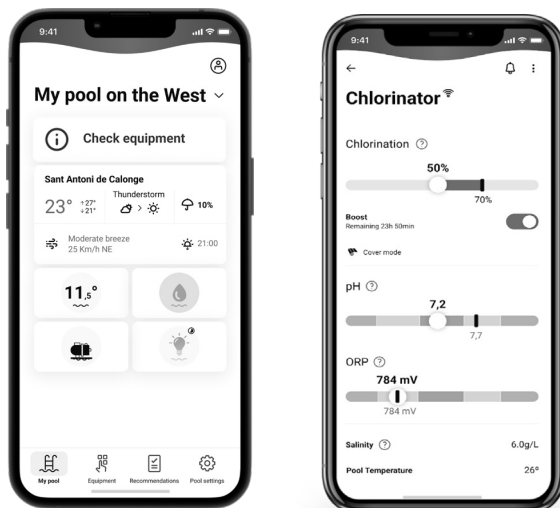 9:41
My pool on the West
Check equipment
Sant Antoni de Calonge
23° +27° +21°
Thunderstorm
10%
Moderate breeze
25 Km/h NE
21:00
11,5°
My pool
Equipment
Recommendations
Pool settings
9:41
Chlorinator
Chlorination ?
50%
70%
Boost
Remaining 23h 50min
Cover mode
pH ?
7,2
7,7
ORP ?
784 mV
784 mV
Salinity ?
6.0g/L
Pool Temperature
26°